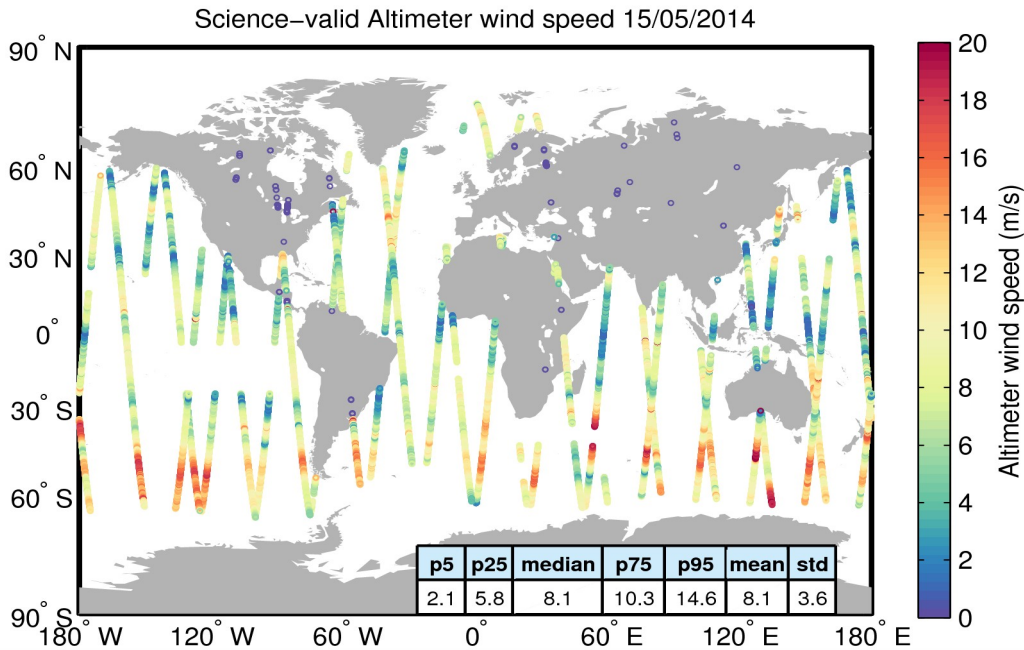 Science−valid Altimeter wind speed 15/05/2014
90° N
60° N
30° N
0°
30° S
60° S
90° S
180° W
120° W
60° W
0°
60° E
120° E
180° E
p5 p25 median p75 p95 mean std
2.1 5.8 8.1 10.3 14.6 8.1 3.6
20
18
16
14
12
10
8
6
4
2
0
Altimeter wind speed (m/s)